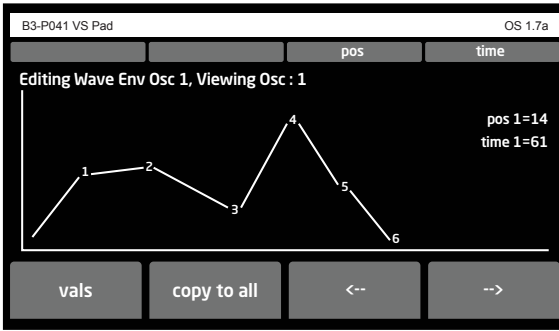 B3-P041 VS Pad OS 1.7a
pos time
Editing Wave Env Osc 1, Viewing Osc : 1
pos 1=14
time 1=61
4
1 2
5
3
6
vals copy to all <-- -->